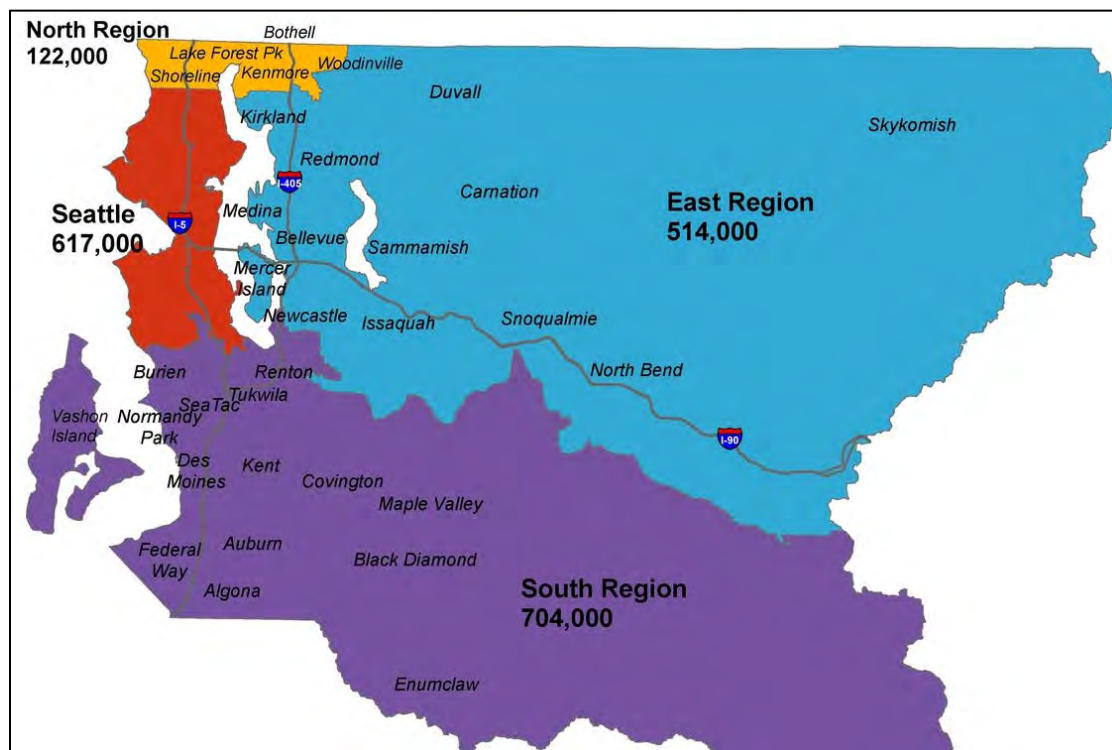 North Region
122,000
Bothell
Lake Forest Pk
Shoreline
Kenmore
Woodinville
Duvall
Kirkland
Skykomish
Redmond
I-405
Carnation
East Region
514,000
Seattle
617,000
I-5
Medina
Bellevue
Sammamish
Mercer
Island
Newcastle
Issaquah
Snoqualmie
North Bend
I-90
Burien
Renton
Tukwila
SeaTac
Vashon
Island
Normandy
Park
Des
Moines
Kent
Covington
Maple Valley
Federal
Way
Auburn
Black Diamond
Algona
South Region
704,000
Enumclaw